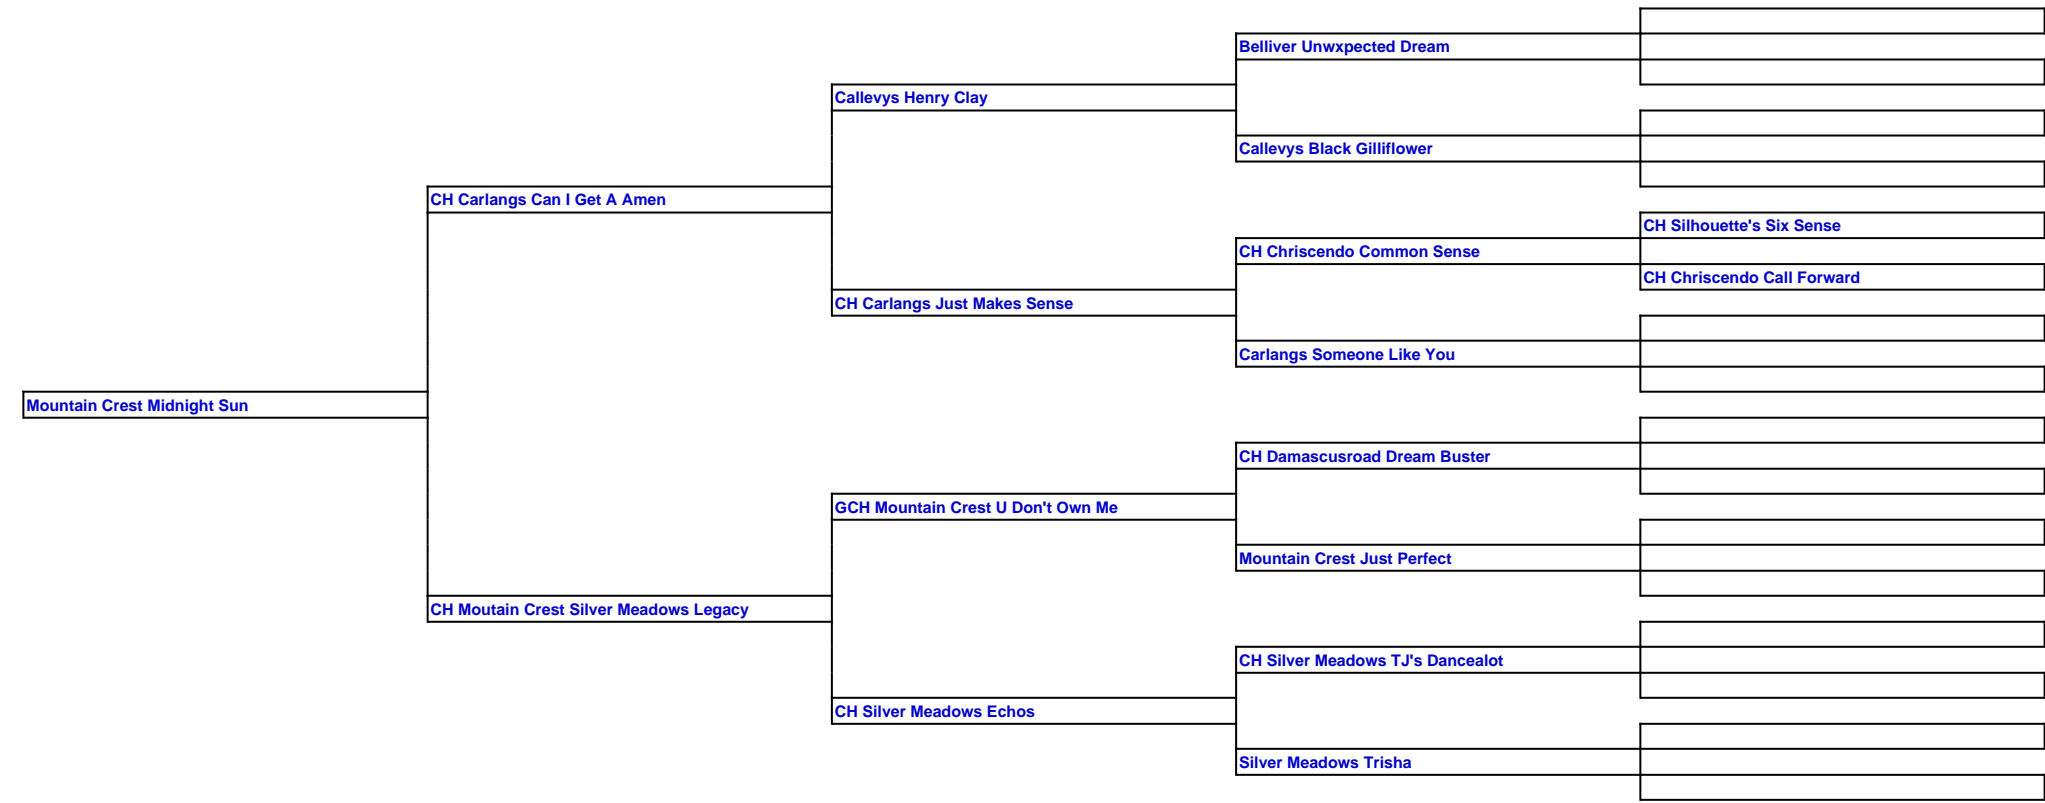 Belliver Unwxpected Dream
Callevys Henry Clay
Callevys Black Gilliflower
CH Carlangs Can I Get A Amen
CH Silhouette's Six Sense
CH Chriscendo Common Sense
CH Chriscendo Call Forward
CH Carlangs Just Makes Sense
Carlangs Someone Like You
Mountain Crest Midnight Sun
CH Damascusroad Dream Buster
GCH Mountain Crest U Don't Own Me
Mountain Crest Just Perfect
CH Moutain Crest Silver Meadows Legacy
CH Silver Meadows TJ's Dancealot
CH Silver Meadows Echos
Silver Meadows Trisha